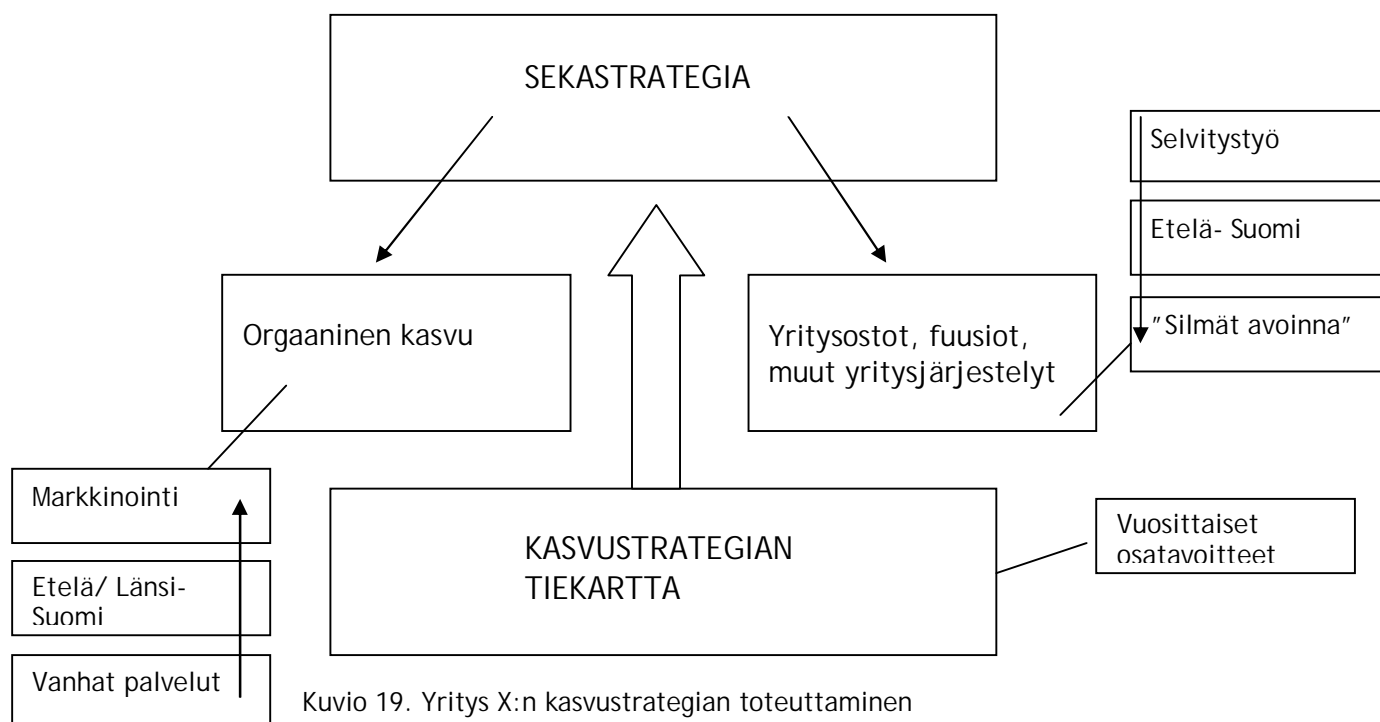 SEKASTRATEGIA
Selvitystyö
Etelä- Suomi
"Silmät avoinna"
Orgaaninen kasvu
Yritysostot, fuusiot,
muut yritysjärjestelyt
Markkinointi
Etelä/ Länsi-
Suomi
Vanhat palvelut
KASVUSTRATEGIAN
TIEKARTTA
Vuosittaiset
osatavoitteet
Kuvio 19. Yritys X:n kasvustrategian toteuttaminen